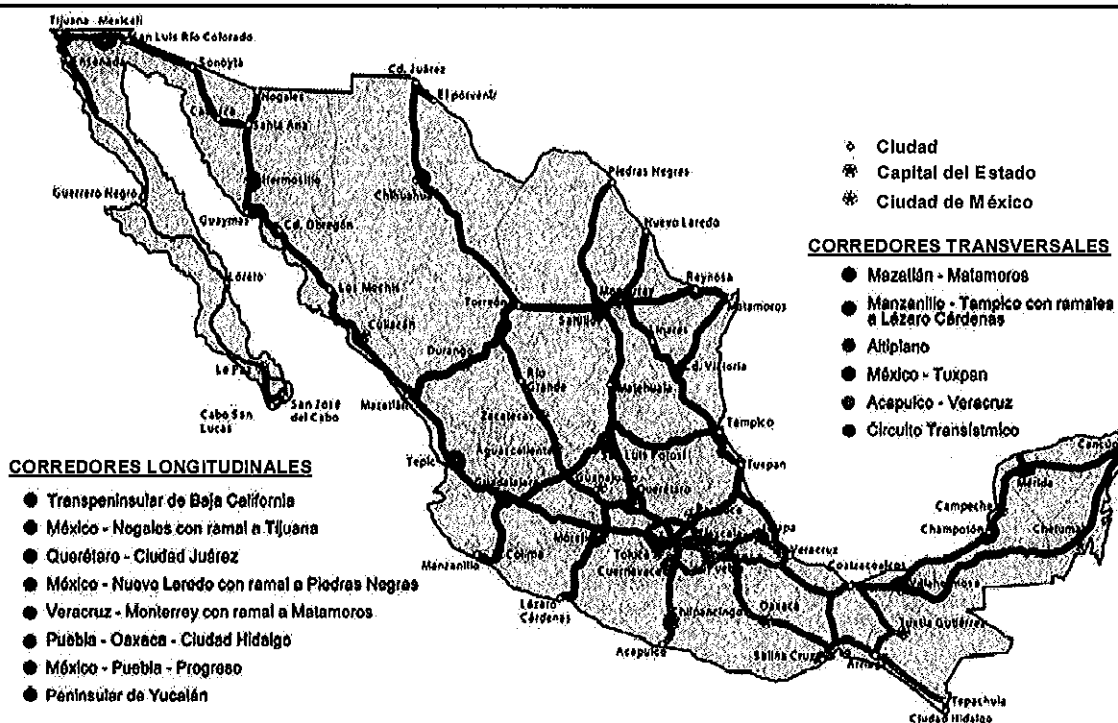 Tijuana - Mexicali
San Luis Río Colorado
Ensenada
Sonoyta
Cd. Juárez
El porvenir
Nogales
Santa Ana
Hermosillo
Chihuahua
Guerrero Negro
Guaymas
Cd. Obregón
Piedras Negras
Nuevo Laredo
Loreto
Los Mochis
Torreón
Saltillo
Monterrey
Reynosa
Matamoros
Linares
Culiacán
Durango
Cd. Victoria
La Paz
Río
Grande
Matehuala
San José
del Cabo
Cabo San
Lucas
Mazatlán
Zacatecas
Tampico
Tepic
Aguascalientes
Luis Potosí
Tuxpan
Guadalajara
Guanajuato
Querétaro
Cancún
Mérida
Campeche
Champotón
Chetumal
Manzanillo
Colima
Morelia
Toluca
Cuernavaca
Veracruz
Coatzacoalcos
Villahermosa
Lázaro
Cárdenas
Chilpancingo
Oaxaca
Tuxtla Gutiérrez
Acapulco
Salina Cruz
Arriaga
Tapachula
Ciudad Hidalgo
Ciudad
Capital del Estado
Ciudad de México
CORREDORES TRANSVERSALES
Mazatlán - Matamoros
Manzanillo - Tampico con ramales
a Lázaro Cárdenas
Altiplano
México - Tuxpan
Acapulco - Veracruz
Circuito Transístmico
CORREDORES LONGITUDINALES
Transpeninsular de Baja California
México - Nogales con ramal a Tijuana
Querétaro - Ciudad Juárez
México - Nuevo Laredo con ramal a Piedras Negras
Veracruz - Monterrey con ramal a Matamoros
Puebla - Oaxaca - Ciudad Hidalgo
México - Puebla - Progreso
Peninsular de Yucatán